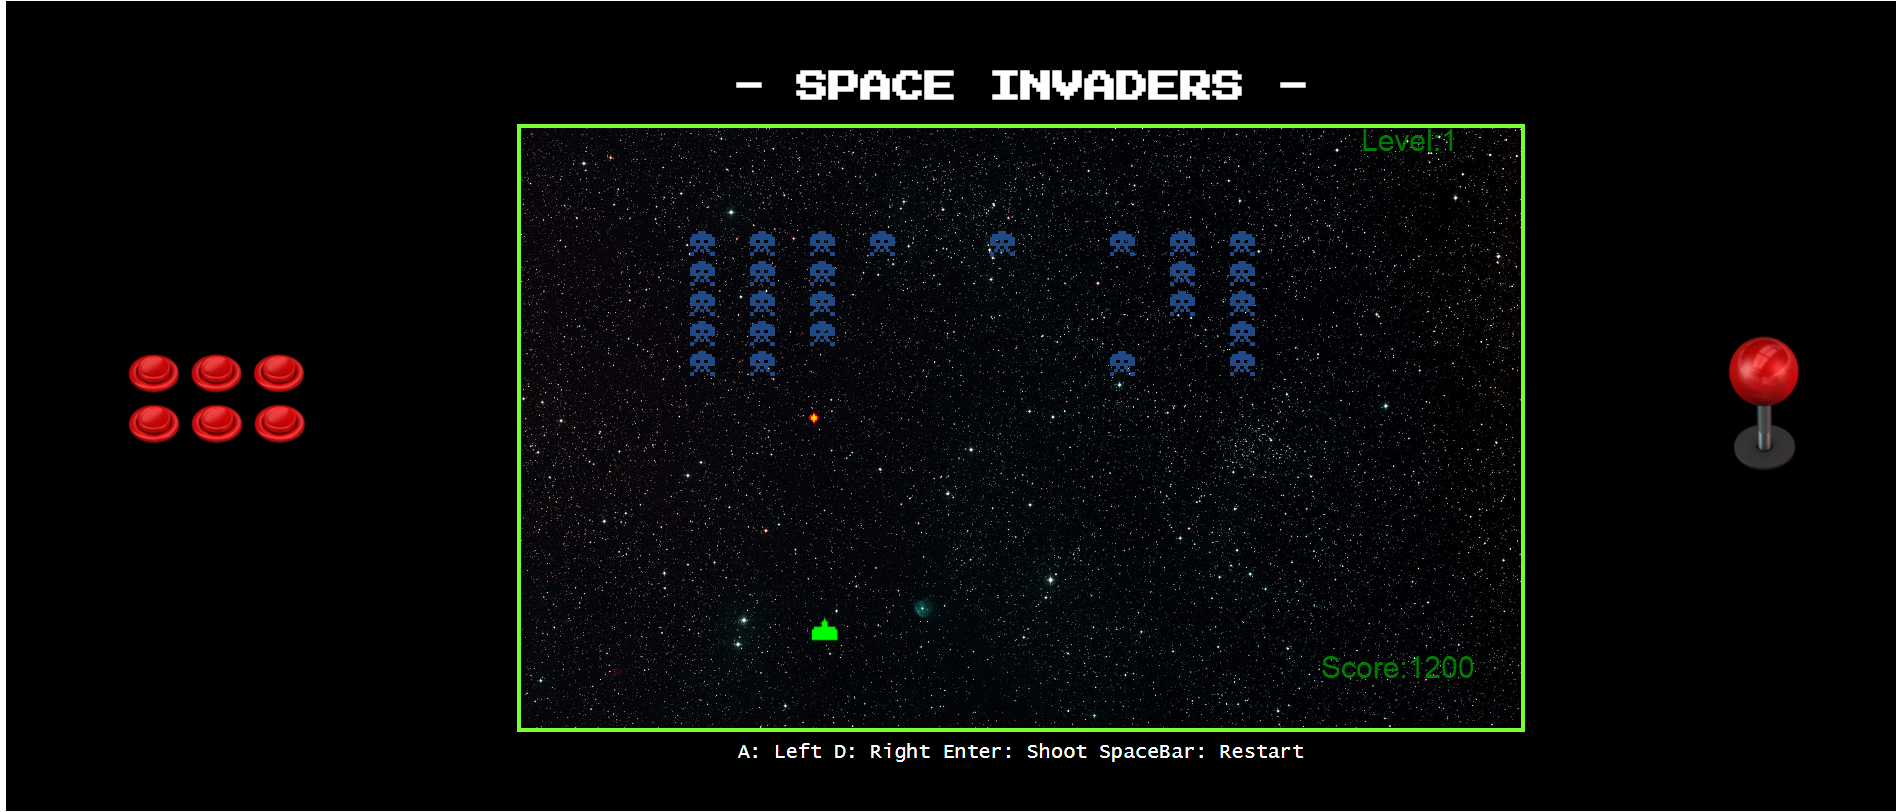 - SPACE INVADERS -
Level:1
Score:1200
A: Left D: Right Enter: Shoot SpaceBar: Restart